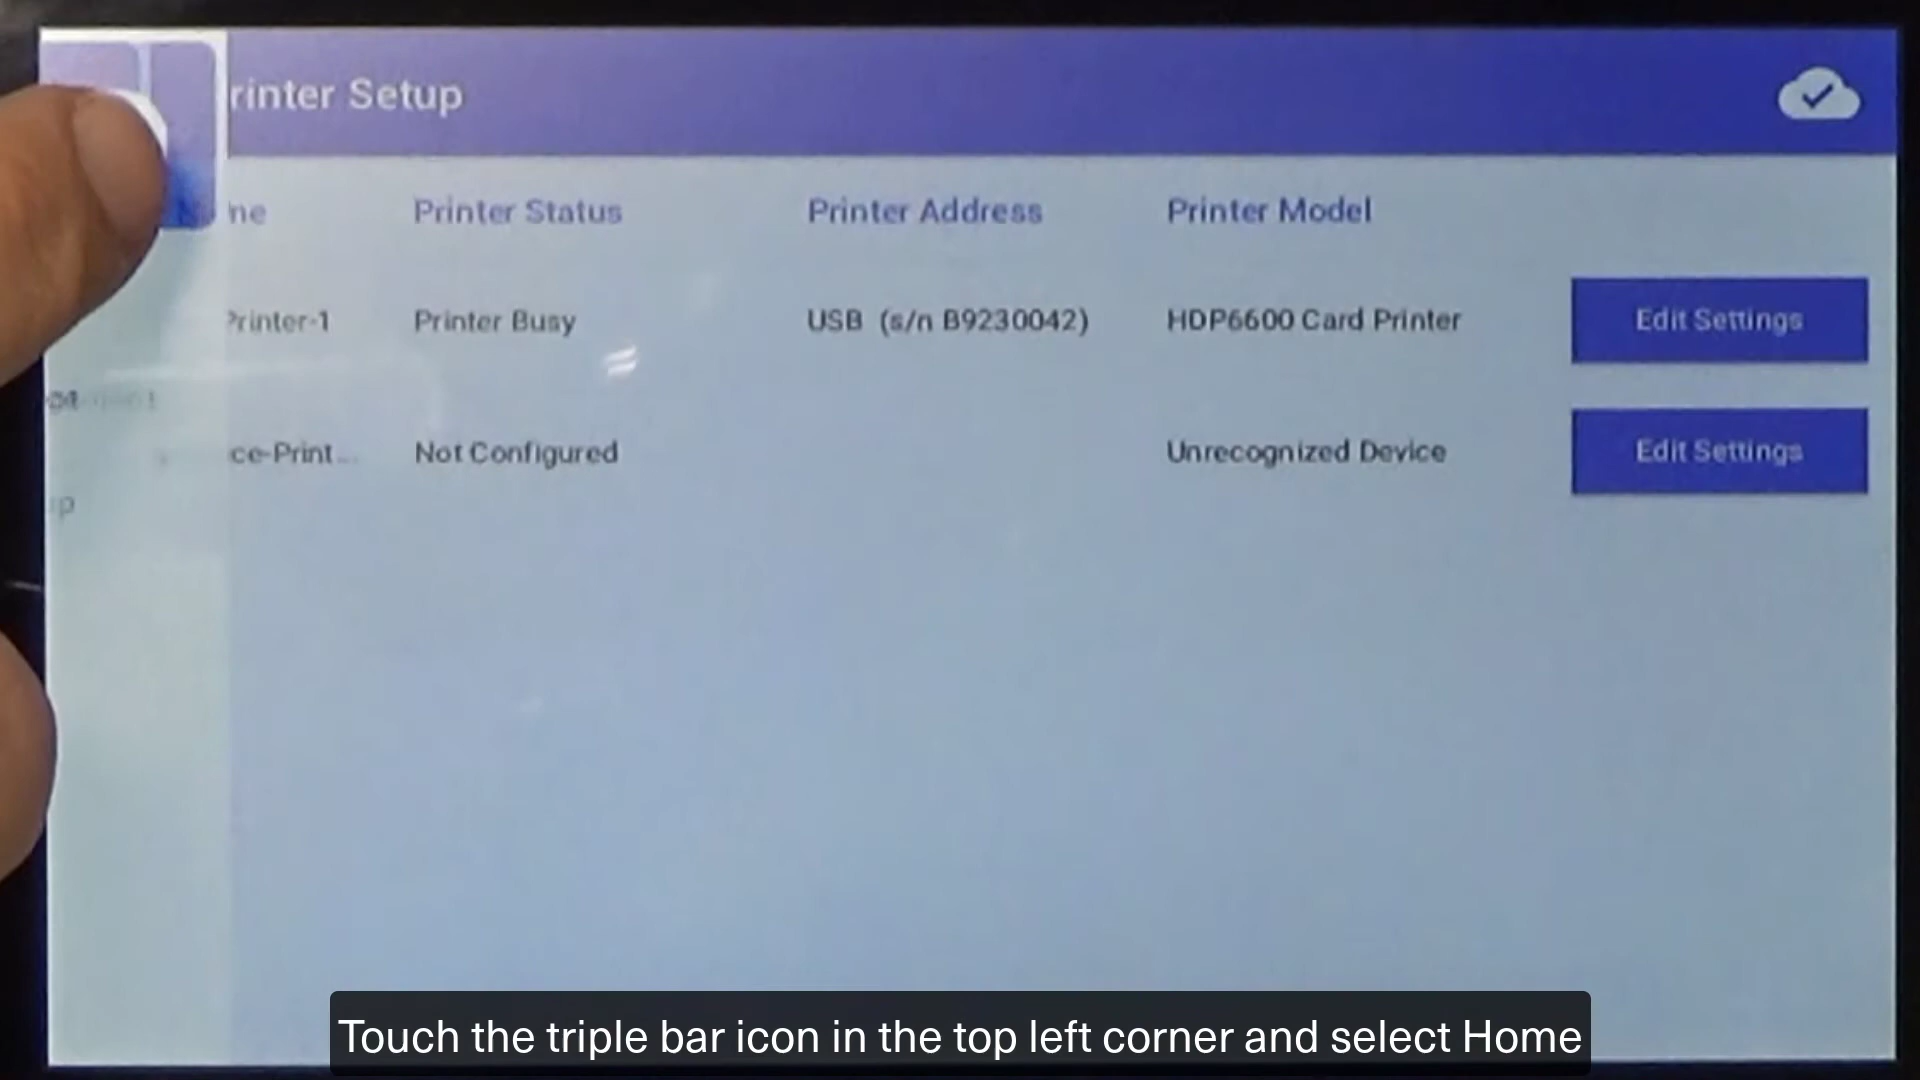 rinter Setup
me Printer Status Printer Address Printer Model
Printer-1 Printer Busy USB (s/n B9230042) HDP6600 Card Printer Edit Settings
ce-Print... Not Configured Unrecognized Device Edit Settings
Touch the triple bar icon in the top left corner and select Home